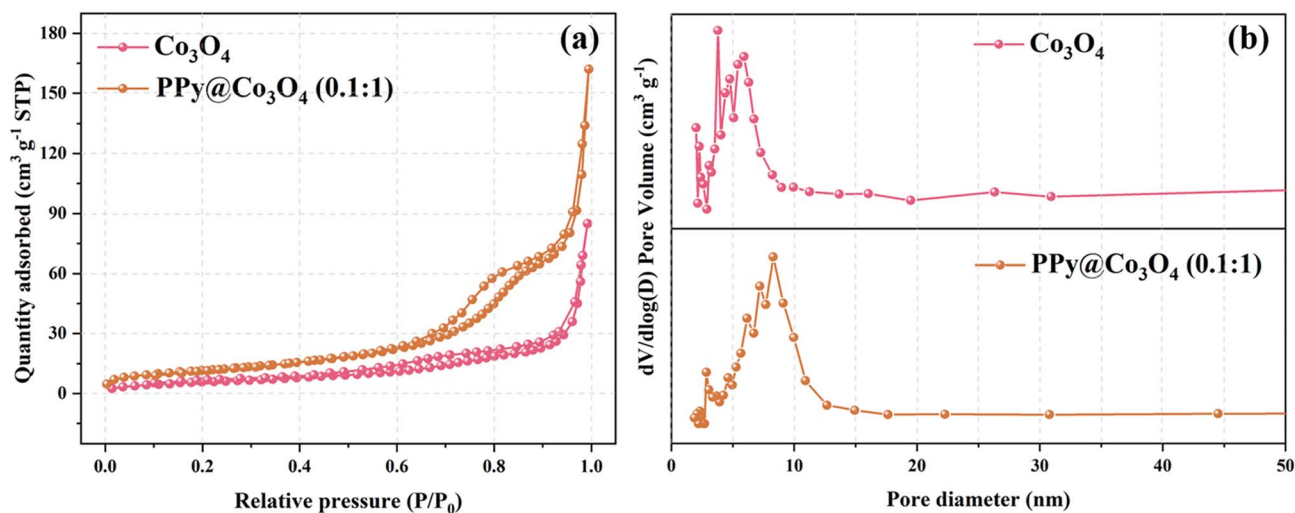 (a)
Co₃O₄
PPy@Co₃O₄ (0.1:1)
Quantity adsorbed (cm³ g⁻¹ STP)
180
150
120
90
60
30
0
0.0 0.2 0.4 0.6 0.8 1.0
Relative pressure (P/P₀)
(b)
Co₃O₄
PPy@Co₃O₄ (0.1:1)
dV/dlog(D) Pore Volume (cm³ g⁻¹)
0 10 20 30 40 50
Pore diameter (nm)